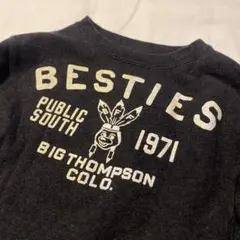 BESTIES
PUBLIC
SOUTH
1971
BIG THOMPSON
COLO.